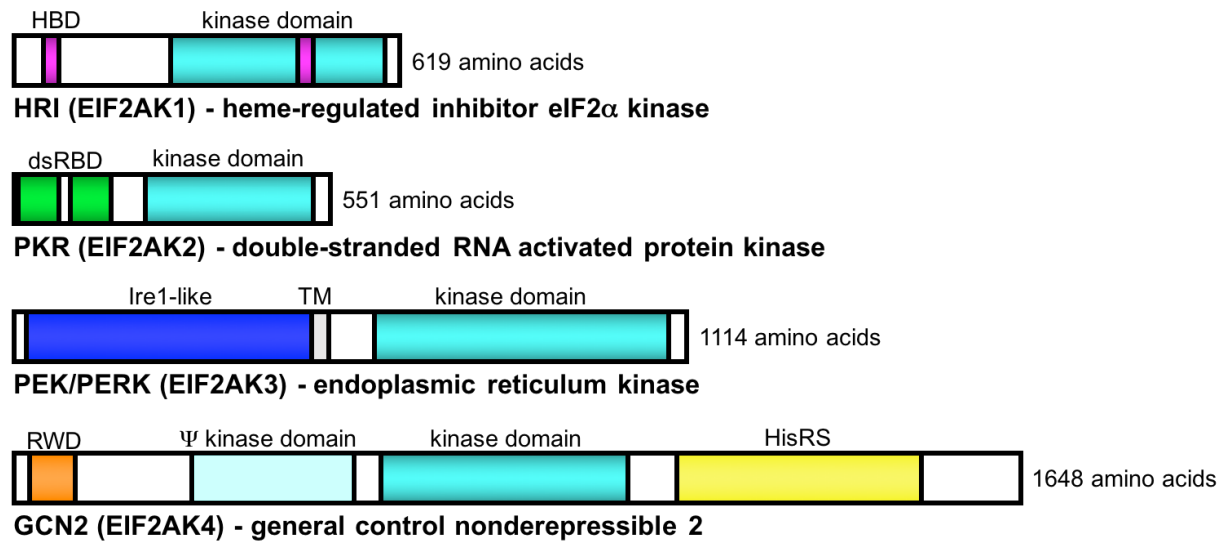 HBD kinase domain
619 amino acids
HRI (EIF2AK1) - heme-regulated inhibitor eIF2α kinase
dsRBD kinase domain
551 amino acids
PKR (EIF2AK2) - double-stranded RNA activated protein kinase
Ire1-like TM kinase domain
1114 amino acids
PEK/PERK (EIF2AK3) - endoplasmic reticulum kinase
RWD Ψ kinase domain kinase domain HisRS
1648 amino acids
GCN2 (EIF2AK4) - general control nonderepressible 2